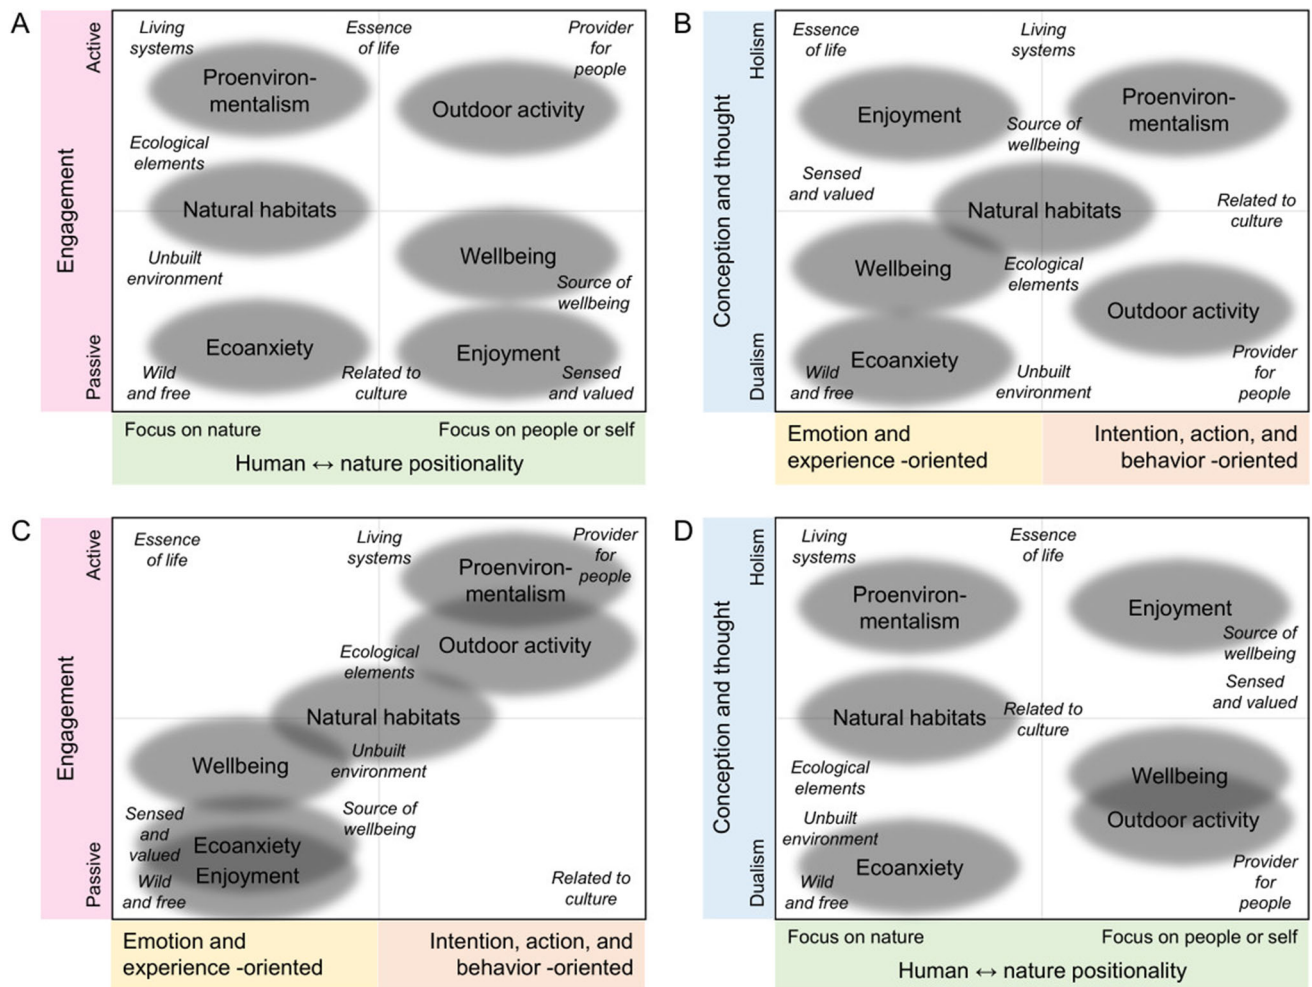 A
Engagement
Active
Passive
Living
systems
Essence
of life
Provider
for
people
Proenviron-
mentalism
Outdoor activity
Ecological
elements
Natural habitats
Unbuilt
environment
Wellbeing
Source of
wellbeing
Ecoanxiety
Enjoyment
Wild
and free
Related to
culture
Sensed
and valued
Focus on nature
Focus on people or self
Human ↔ nature positionality
B
Conception and thought
Holism
Dualism
Essence
of life
Living
systems
Enjoyment
Proenviron-
mentalism
Source of
wellbeing
Sensed
and valued
Natural habitats
Related to
culture
Wellbeing
Ecological
elements
Outdoor activity
Ecoanxiety
Wild
and free
Unbuilt
environment
Provider
for
people
Emotion and
experience -oriented
Intention, action, and
behavior -oriented
C
Engagement
Active
Passive
Essence
of life
Living
systems
Provider
for
people
Proenviron-
mentalism
Outdoor activity
Ecological
elements
Natural habitats
Unbuilt
environment
Wellbeing
Sensed
and
valued
Source of
wellbeing
Ecoanxiety
Enjoyment
Wild
and free
Related to
culture
Emotion and
experience -oriented
Intention, action, and
behavior -oriented
D
Conception and thought
Holism
Dualism
Living
systems
Essence
of life
Proenviron-
mentalism
Enjoyment
Source of
wellbeing
Sensed
and valued
Natural habitats
Related to
culture
Ecological
elements
Wellbeing
Unbuilt
environment
Outdoor activity
Ecoanxiety
Wild
and free
Provider
for
people
Focus on nature
Focus on people or self
Human ↔ nature positionality